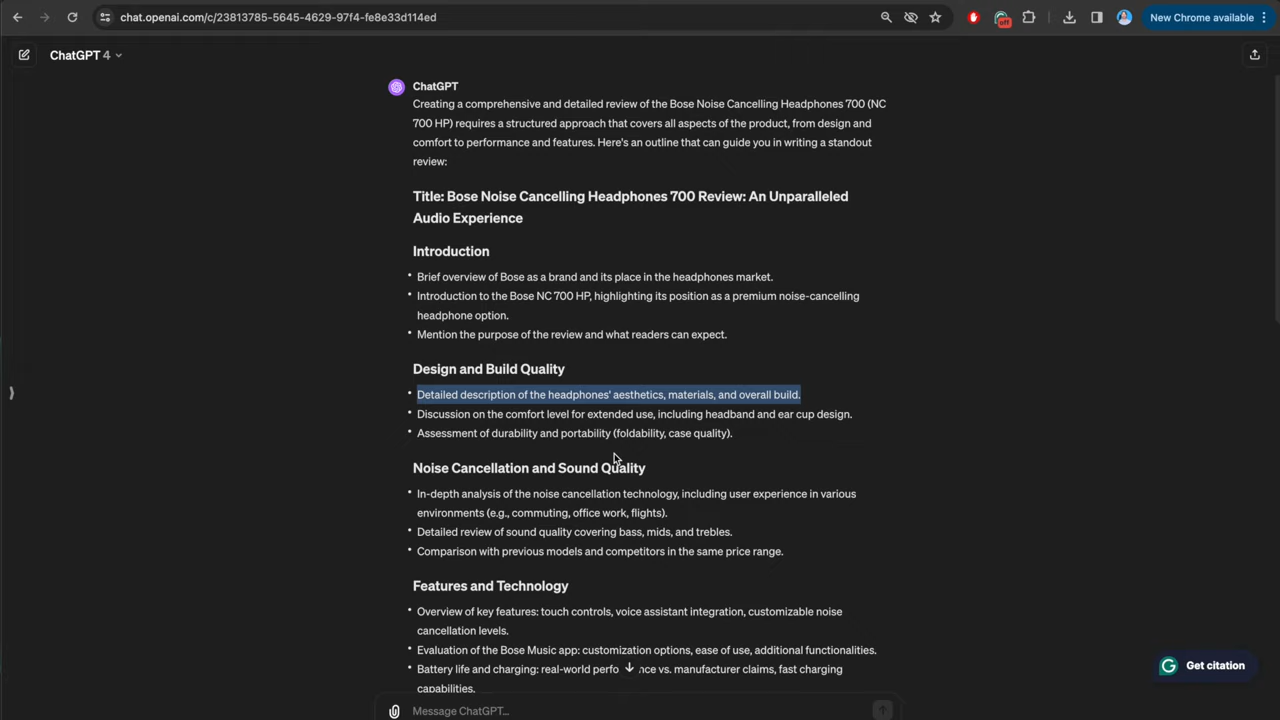 chat.openai.com/c/23813785-5645-4629-97f4-fe8e33d114ed
off
New Chrome available
ChatGPT 4
ChatGPT
Creating a comprehensive and detailed review of the Bose Noise Cancelling Headphones 700 (NC
700 HP) requires a structured approach that covers all aspects of the product, from design and
comfort to performance and features. Here's an outline that can guide you in writing a standout
review:
Title: Bose Noise Cancelling Headphones 700 Review: An Unparalleled
Audio Experience
Introduction
• Brief overview of Bose as a brand and its place in the headphones market.
• Introduction to the Bose NC 700 HP, highlighting its position as a premium noise-cancelling
headphone option.
• Mention the purpose of the review and what readers can expect.
Design and Build Quality
• Detailed description of the headphones' aesthetics, materials, and overall build.
• Discussion on the comfort level for extended use, including headband and ear cup design.
• Assessment of durability and portability (foldability, case quality).
Noise Cancellation and Sound Quality
• In-depth analysis of the noise cancellation technology, including user experience in various
environments (e.g., commuting, office work, flights).
• Detailed review of sound quality covering bass, mids, and trebles.
• Comparison with previous models and competitors in the same price range.
Features and Technology
• Overview of key features: touch controls, voice assistant integration, customizable noise
cancellation levels.
• Evaluation of the Bose Music app: customization options, ease of use, additional functionalities.
• Battery life and charging: real-world vs. manufacturer claims, fast charging
capabilities.
Get citation
Message ChatGPT...